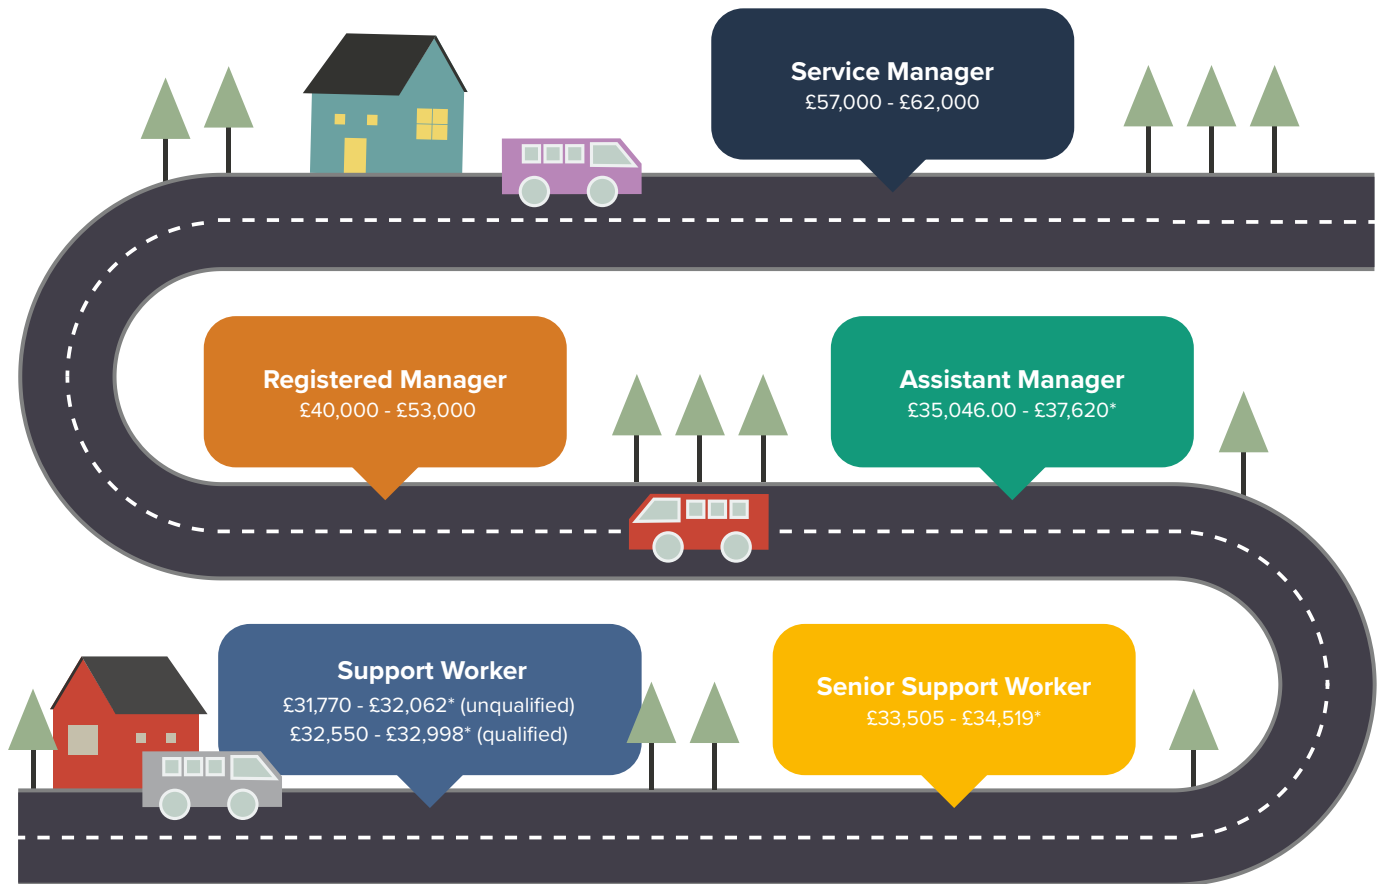 Service Manager
£57,000 - £62,000
Registered Manager
£40,000 - £53,000
Assistant Manager
£35,046.00 - £37,620*
Support Worker
£31,770 - £32,062* (unqualified)
£32,550 - £32,998* (qualified)
Senior Support Worker
£33,505 - £34,519*